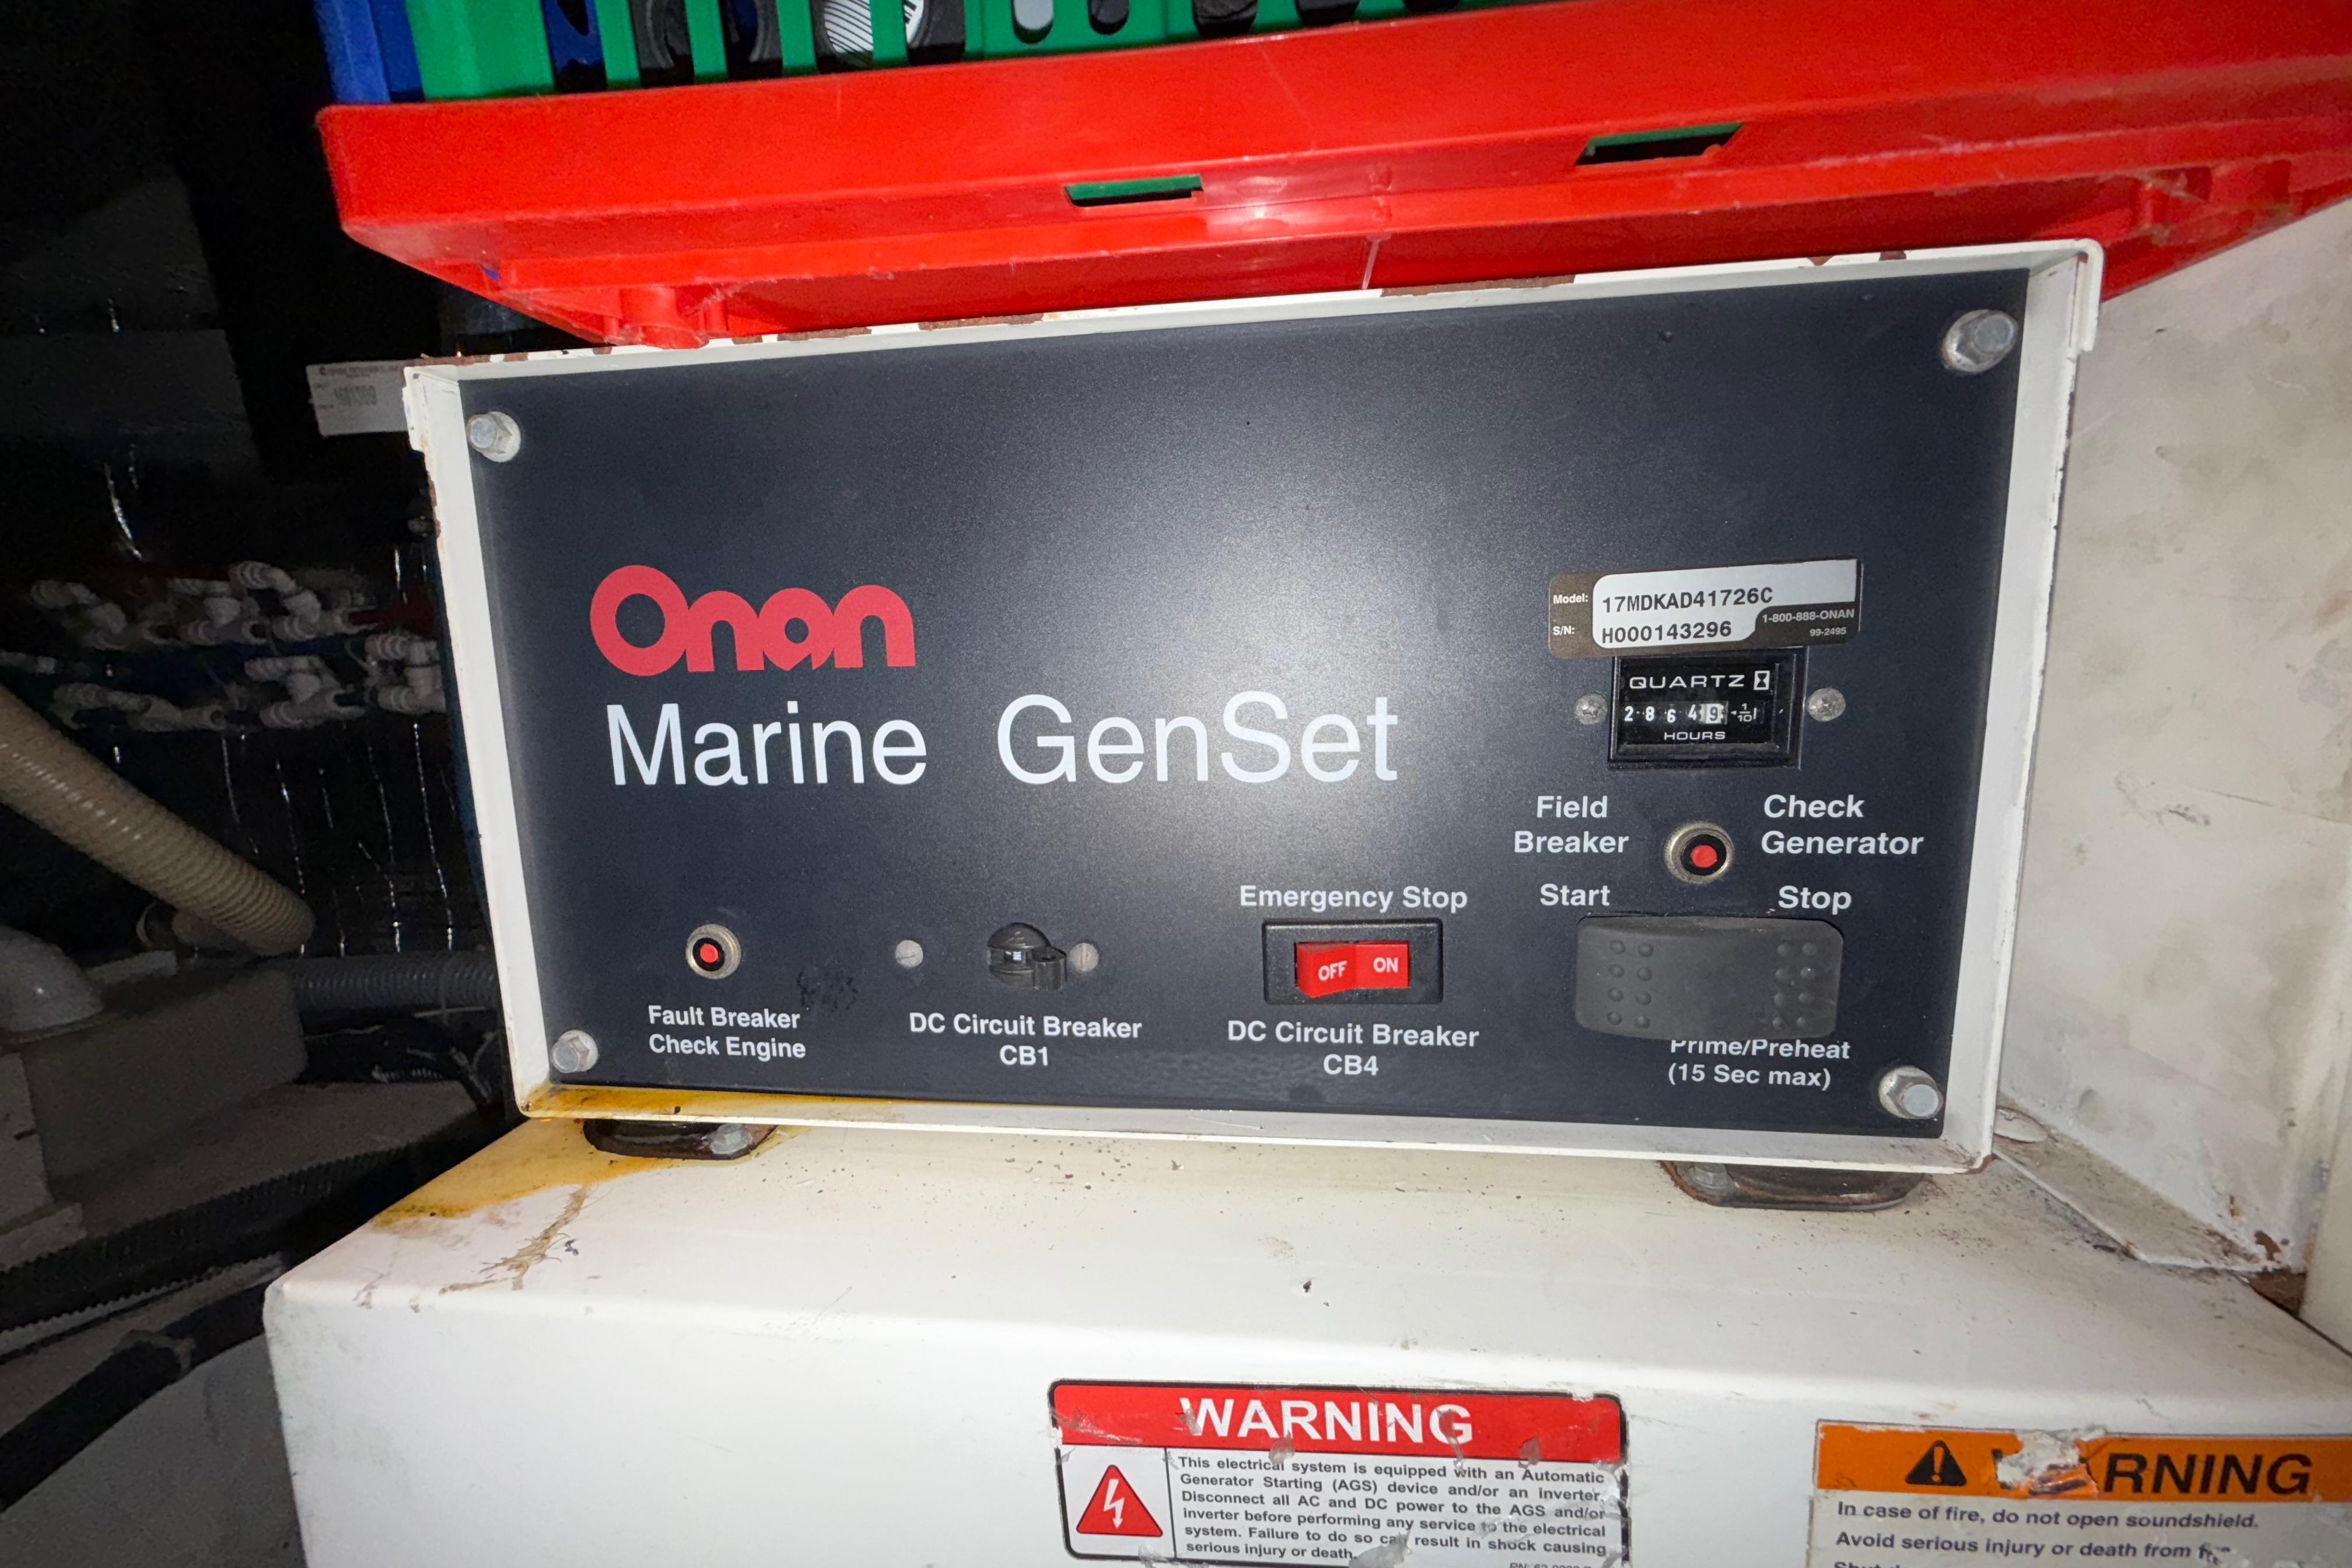 Onan
Marine GenSet
Model: 17MDKAD41726C
S/N: H000143296
1-800-888-ONAN
99-2495
QUARTZ
2 8 6 4 9 1/10
HOURS
Field Breaker
Check Generator
Start
Stop
Prime/Preheat
(15 Sec max)
Emergency Stop
OFF ON
DC Circuit Breaker
CB4
DC Circuit Breaker
CB1
Fault Breaker
Check Engine
WARNING
This electrical system is equipped with an Automatic
Generator Starting (AGS) device and/or an inverter.
Disconnect all AC and DC power to the AGS and/or
inverter before performing any service to the electrical
system. Failure to do so can result in shock causing
serious injury or death.
WARNING
In case of fire, do not open soundshield.
Avoid serious injury or death from